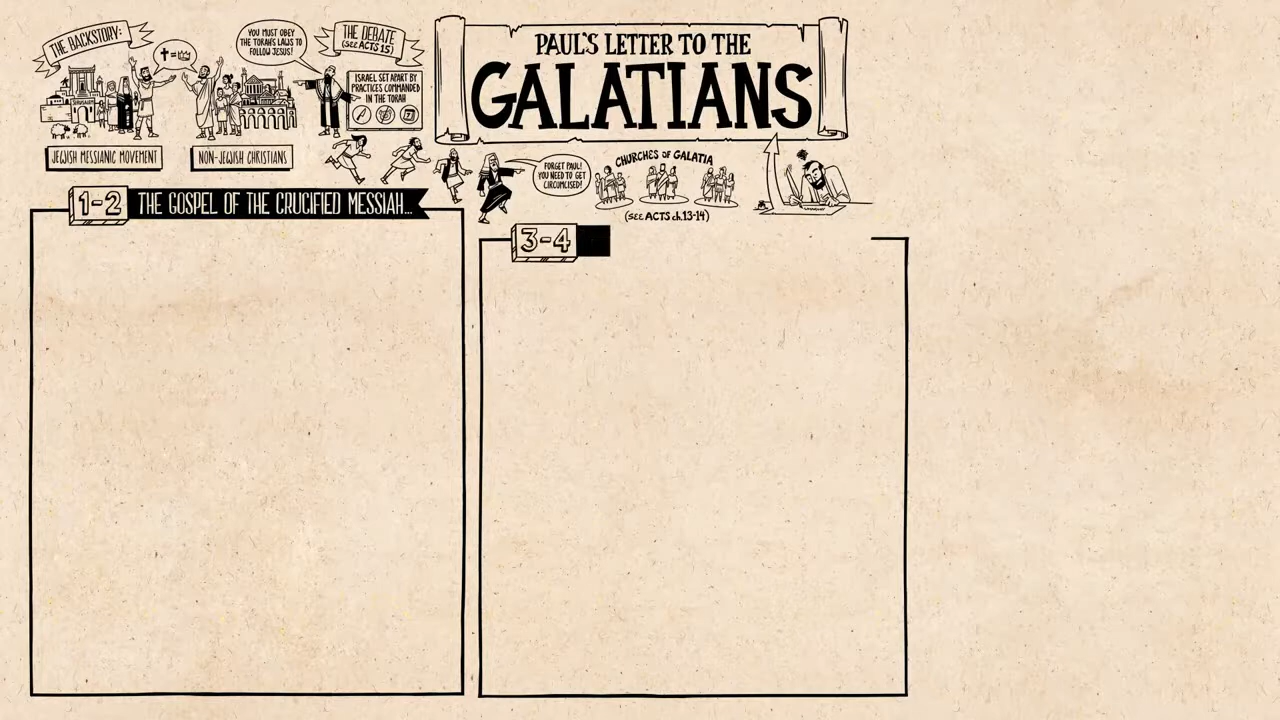 THE BACKSTORY:
✝=👑
YOU MUST OBEY
THE TORAH'S LAWS TO
FOLLOW JESUS!
THE DEBATE
(SEE ACTS 15)
ISRAEL SET APART BY
PRACTICES COMMANDED
IN THE TORAH
JERUSALEM
JEWISH MESSIANIC MOVEMENT
NON-JEWISH CHRISTIANS
PAUL'S LETTER TO THE
GALATIANS
FORGET PAUL!
YOU NEED TO GET
CIRCUMCISED!
CHURCHES OF GALATIA
(SEE ACTS ch.13-14)
1-2 THE GOSPEL OF THE CRUCIFIED MESSIAH...
3-4